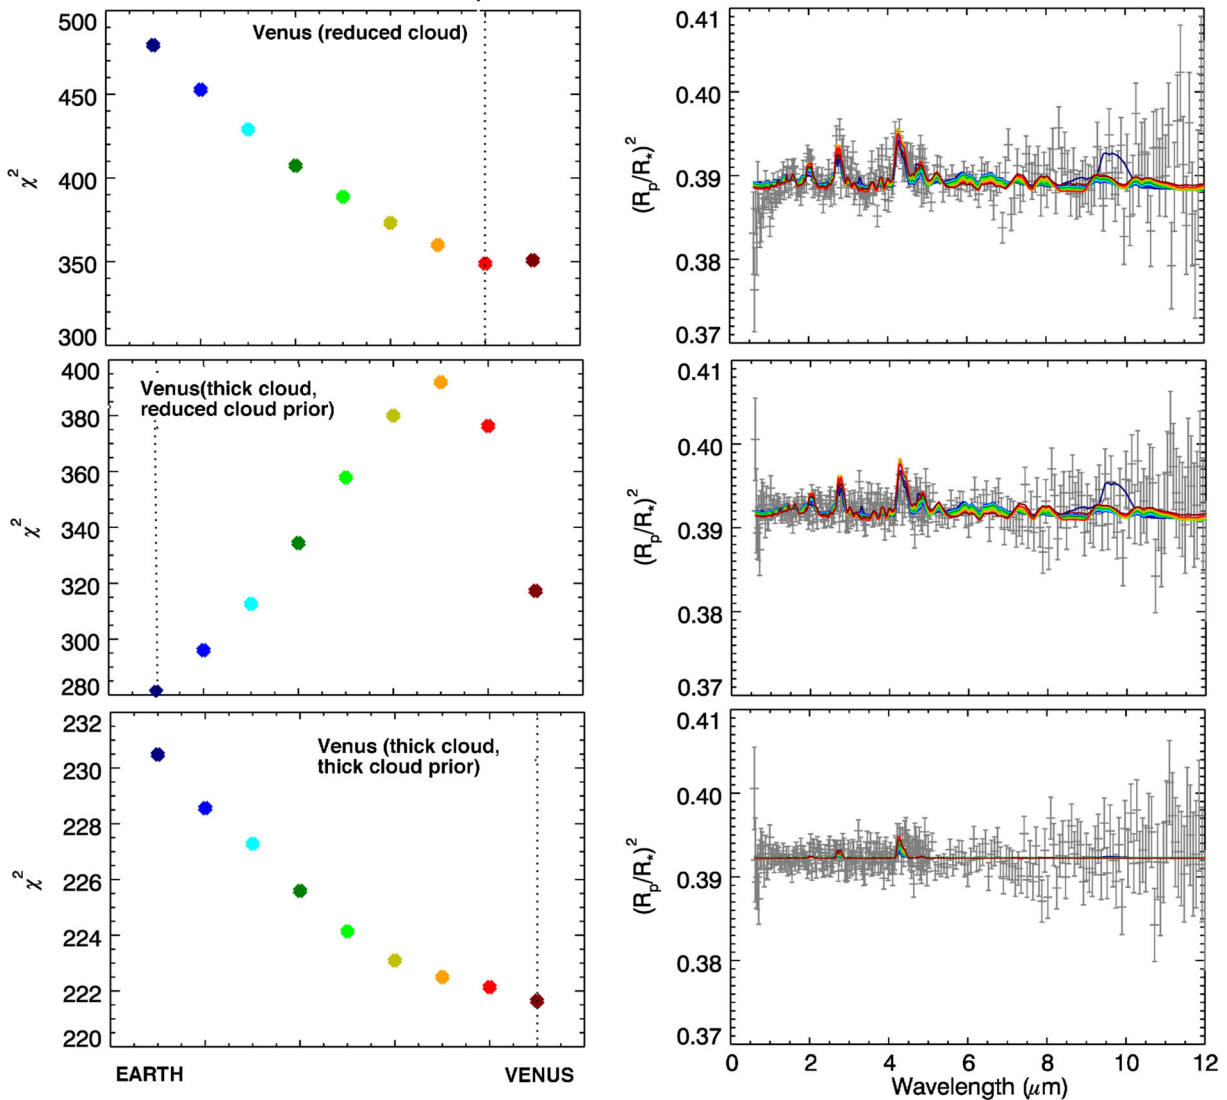 500
450
400
350
300
χ²
Venus (reduced cloud)
0.41
0.40
0.39
0.38
0.37
(Rp/R*)²
400
380
360
340
320
300
280
χ²
Venus(thick cloud,
reduced cloud prior)
0.41
0.40
0.39
0.38
0.37
(Rp/R*)²
232
230
228
226
224
222
220
χ²
Venus (thick cloud,
thick cloud prior)
EARTH
VENUS
0.41
0.40
0.39
0.38
0.37
(Rp/R*)²
0 2 4 6 8 10 12
Wavelength (μm)